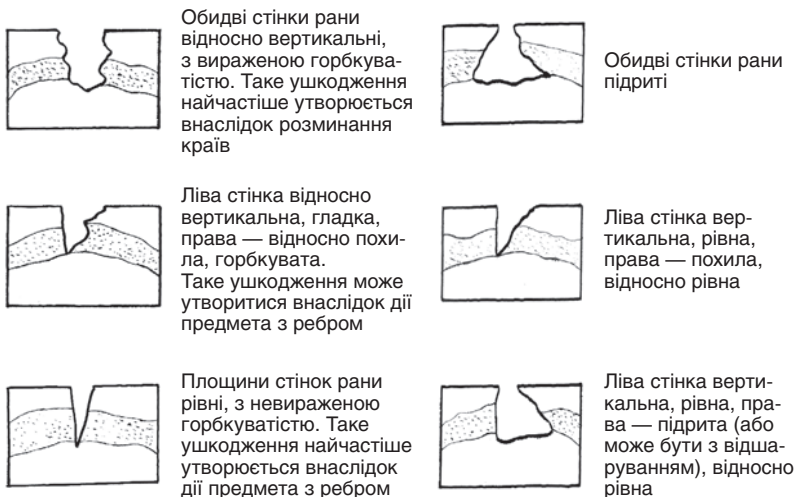 Обидві стінки рани
відносно вертикальні,
з вираженою горбкува-
тістю. Таке ушкодження
найчастіше утворюється
внаслідок розминання
країв
Обидві стінки рани
підриті
Ліва стінка відносно
вертикальна, гладка,
права — відносно похи-
ла, горбкувата.
Таке ушкодження може
утворитися внаслідок дії
предмета з ребром
Ліва стінка вер-
тикальна, рівна,
права — похила,
відносно рівна
Площини стінок рани
рівні, з невираженою
горбкуватістю. Таке
ушкодження найчастіше
утворюється внаслідок
дії предмета з ребром
Ліва стінка верти-
кальна, рівна, пра-
ва — підрита (або
може бути з відша-
руванням), відносно
рівна